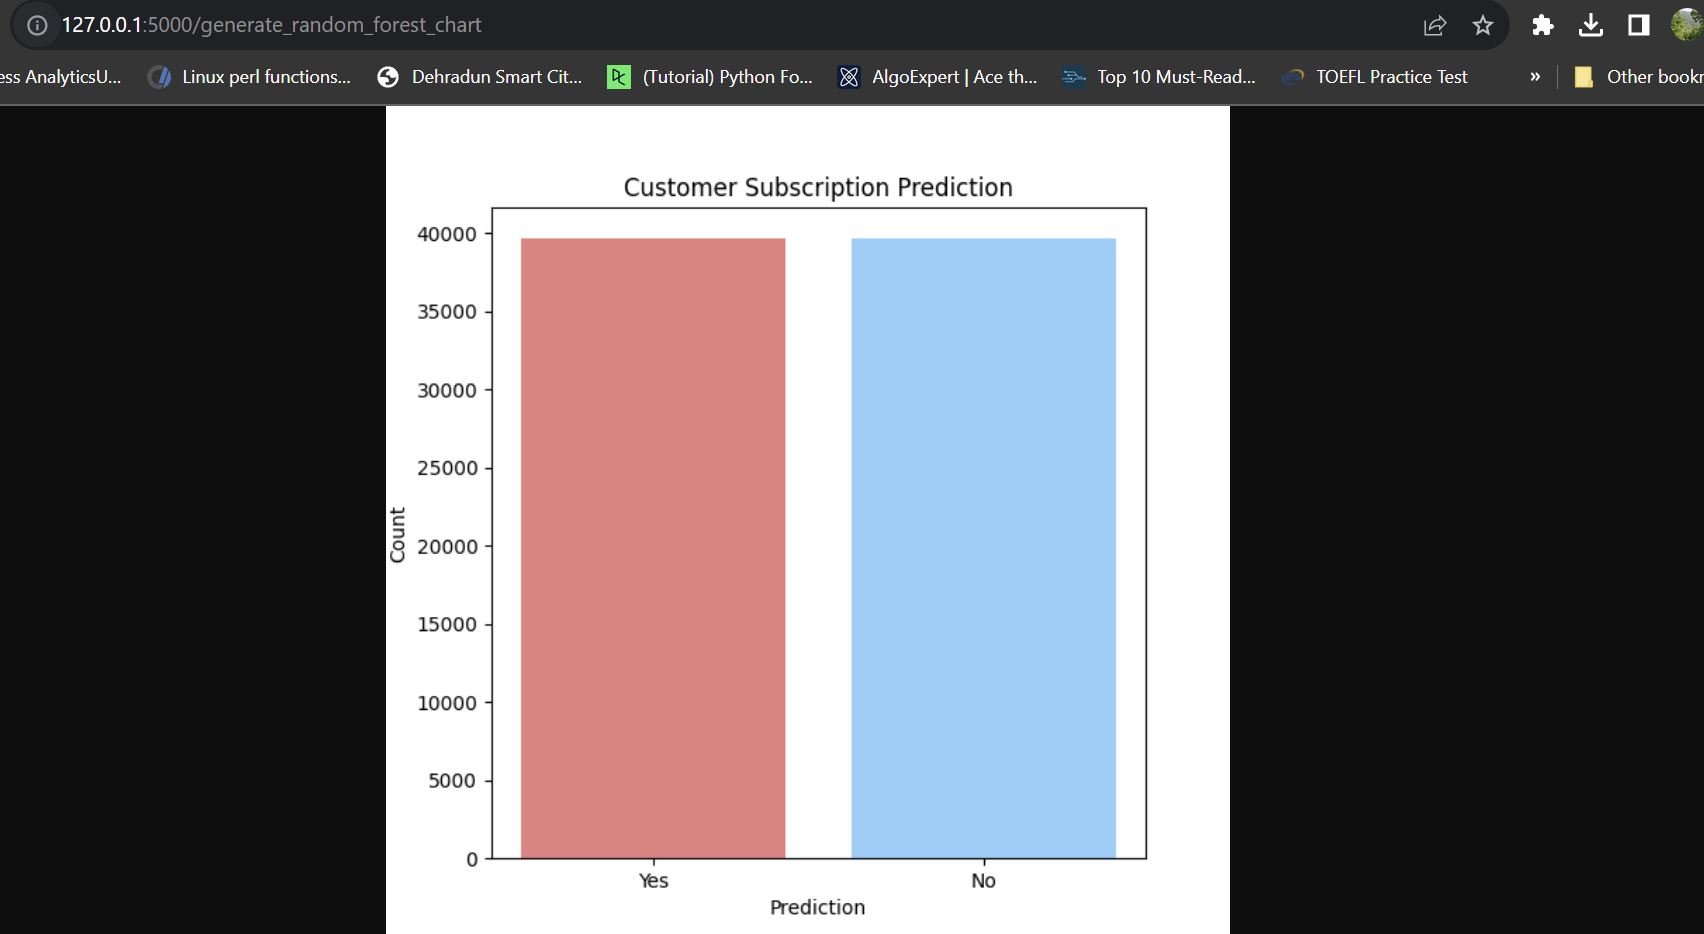 127.0.0.1:5000/generate_random_forest_chart
ess AnalyticsU... Linux perl functions... Dehradun Smart Cit... (Tutorial) Python Fo... AlgoExpert | Ace th... Top 10 Must-Read... TOEFL Practice Test » Other bookr
Customer Subscription Prediction
40000
35000
30000
25000
20000
15000
10000
5000
0
Count
Yes No
Prediction